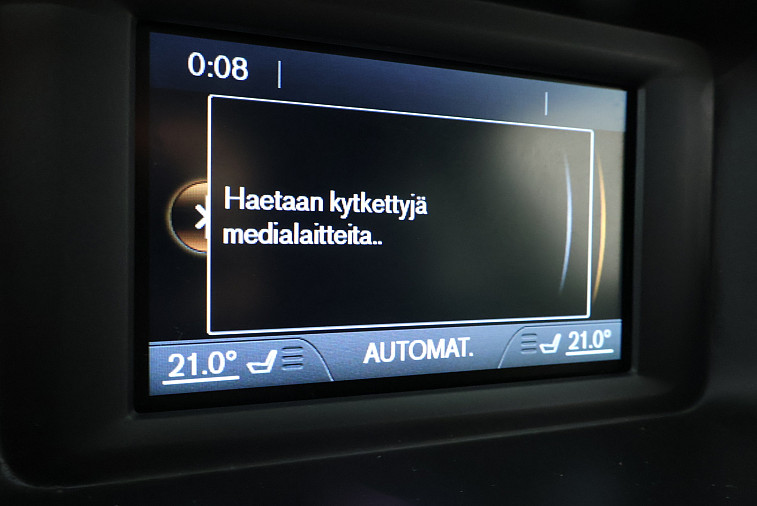 0:08
Haetaan kytkettyjä
medialaitteita..
21.0° AUTOMAT. 21.0°